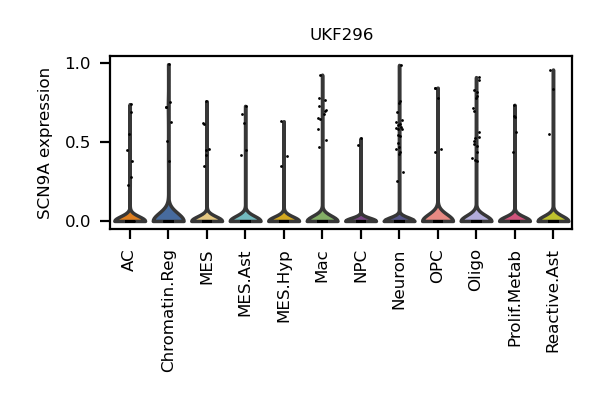 UKF296
SCN9A expression
1.0
0.5
0.0
AC
Chromatin.Reg
MES
MES.Ast
MES.Hyp
Mac
NPC
Neuron
OPC
Oligo
Prolif.Metab
Reactive.Ast